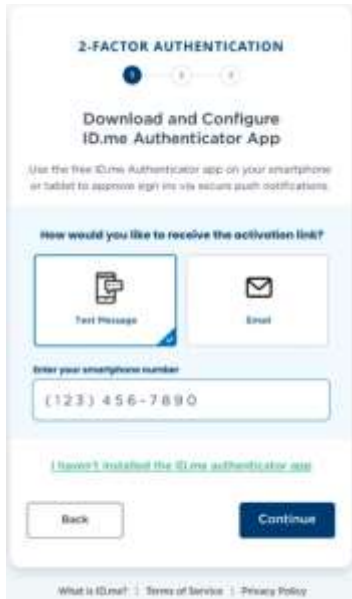 2-FACTOR AUTHENTICATION
1 2 3
Download and Configure
ID.me Authenticator App
Use the free ID.me Authenticator app on your smartphone
or tablet to approve sign ins via secure push notifications.
How would you like to receive the activation link?
Text Message Email
Enter your smartphone number
(123) 456-7890
I haven't installed the ID.me authenticator app
Back Continue
What is ID.me? | Terms of Service | Privacy Policy